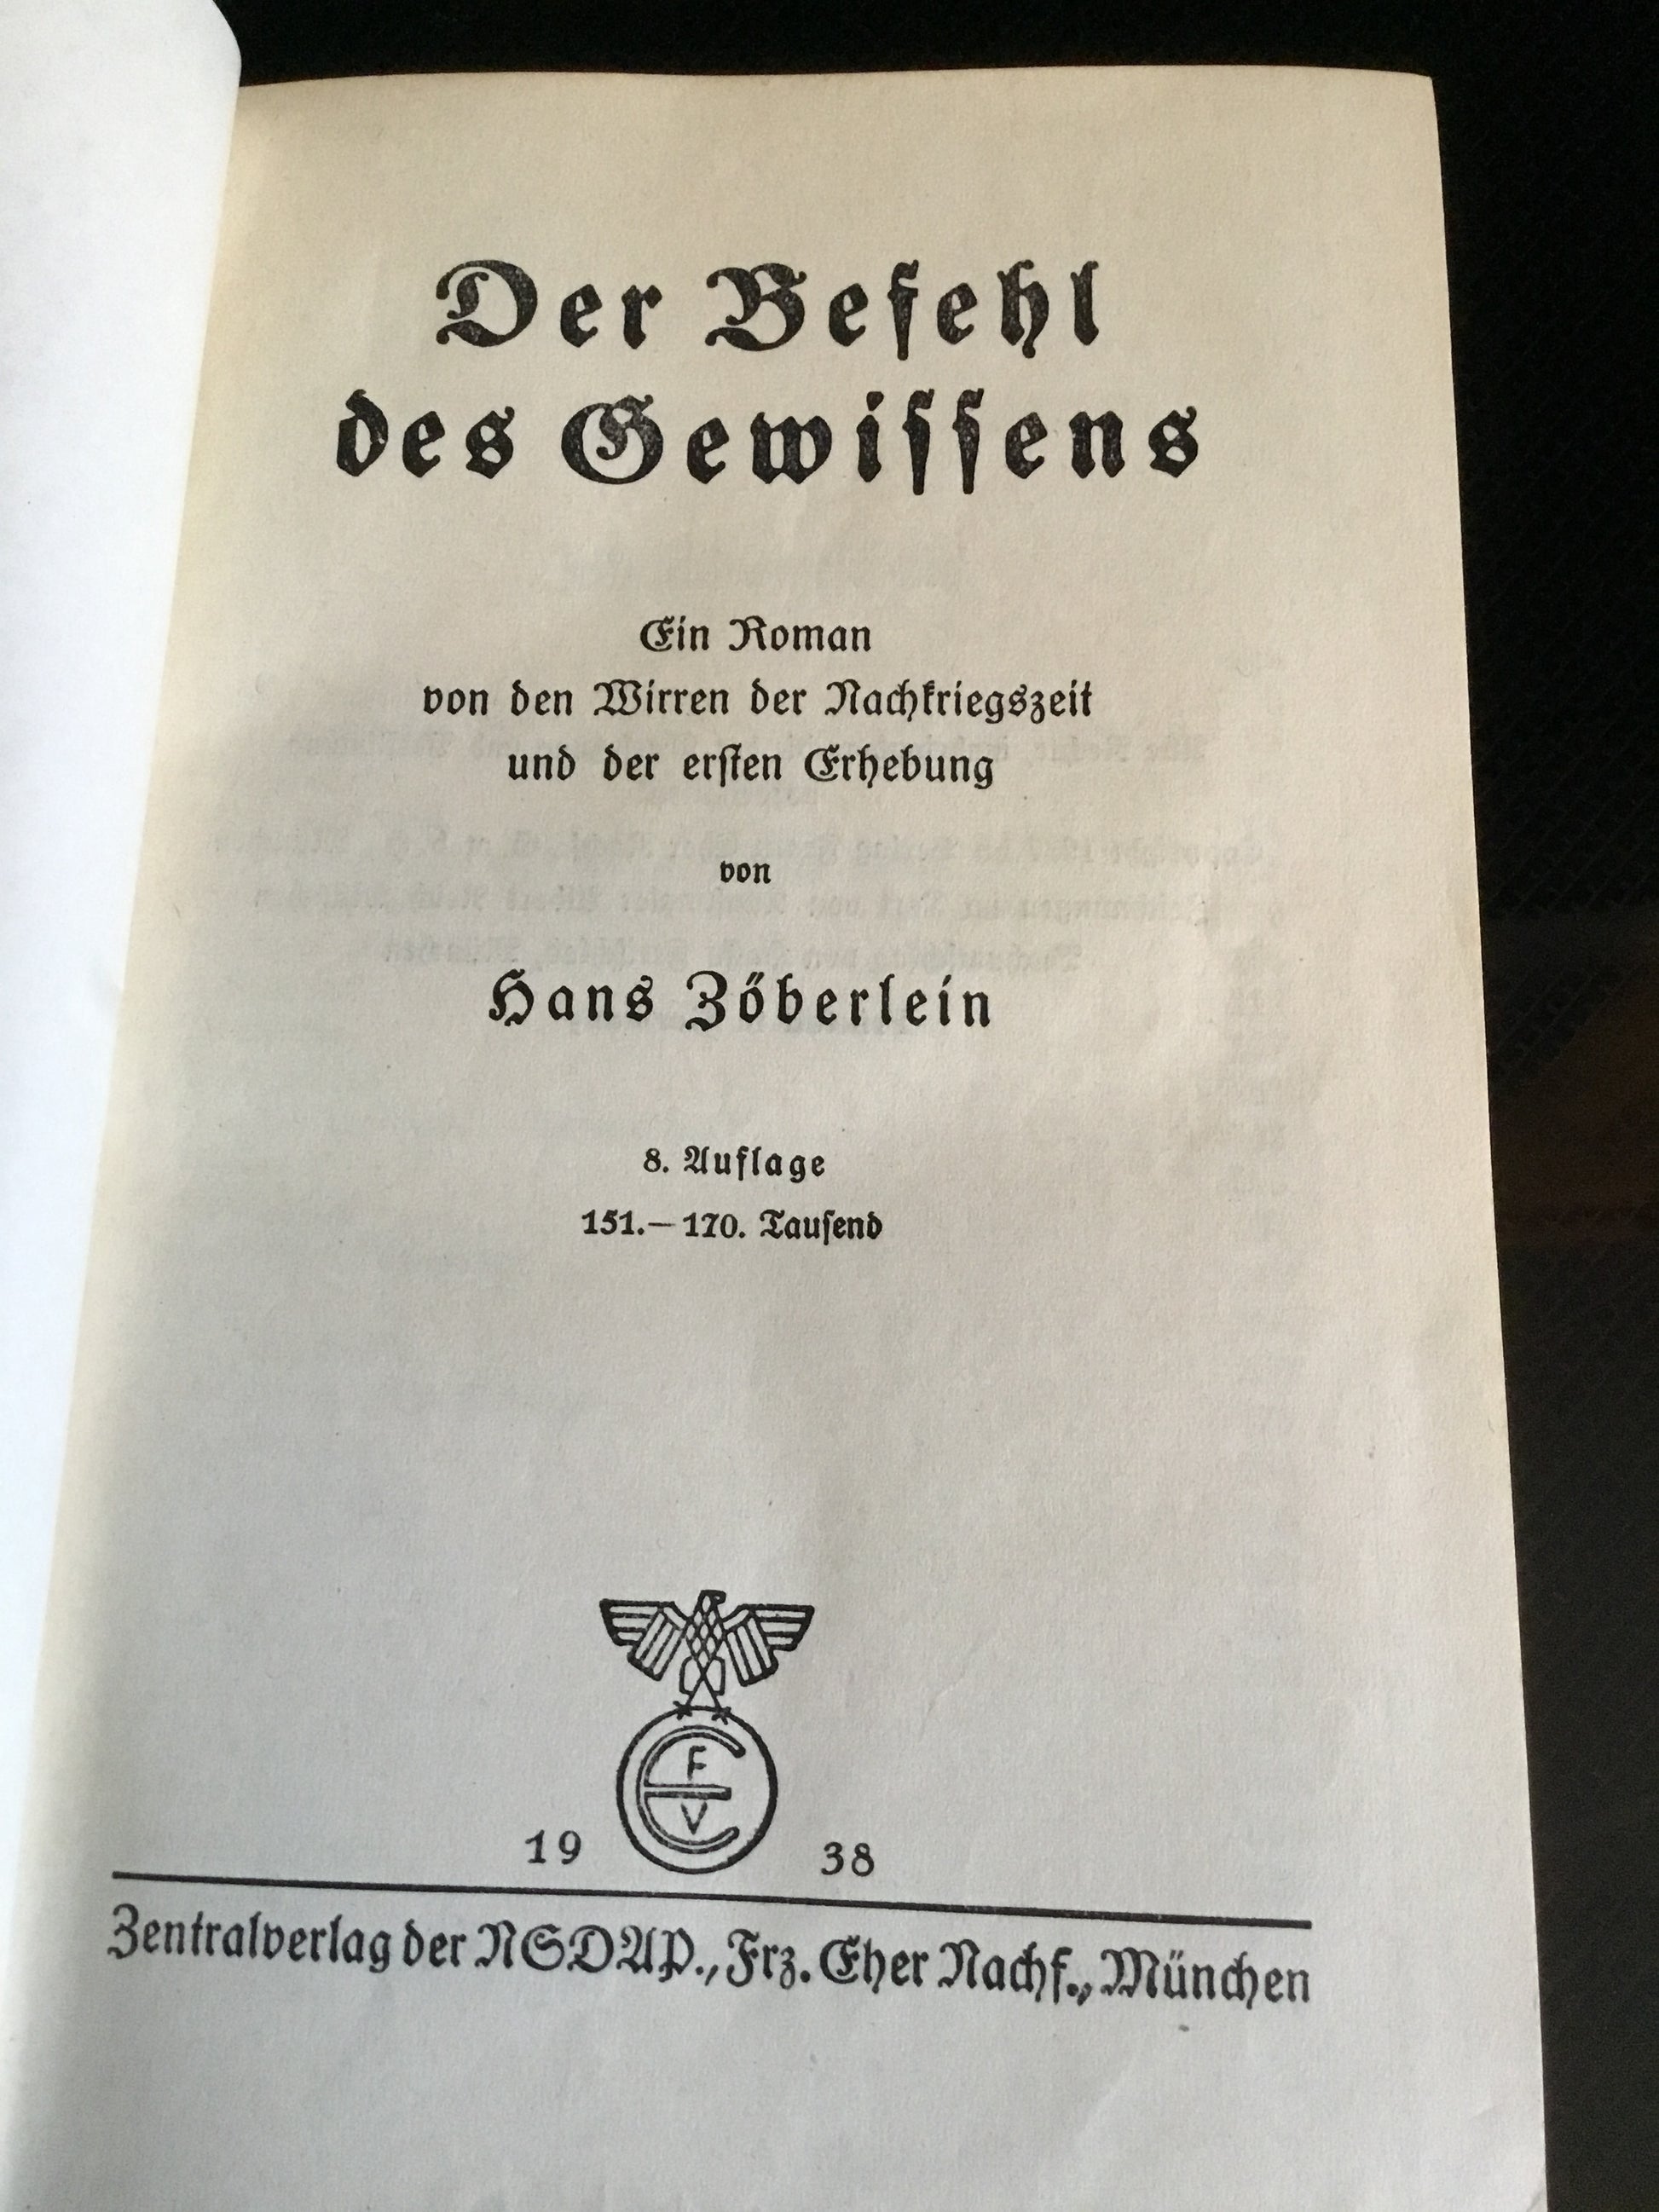 Der Befehl
des Gewiſſens
Ein Roman
von den Wirren der Nachkriegszeit
und der erſten Erhebung
von
Hans Zöberlein
8. Auflage
151.—170. Tauſend
F
E
V
19 38
Zentralverlag der NSDAP., Frz. Eher Nachf., München